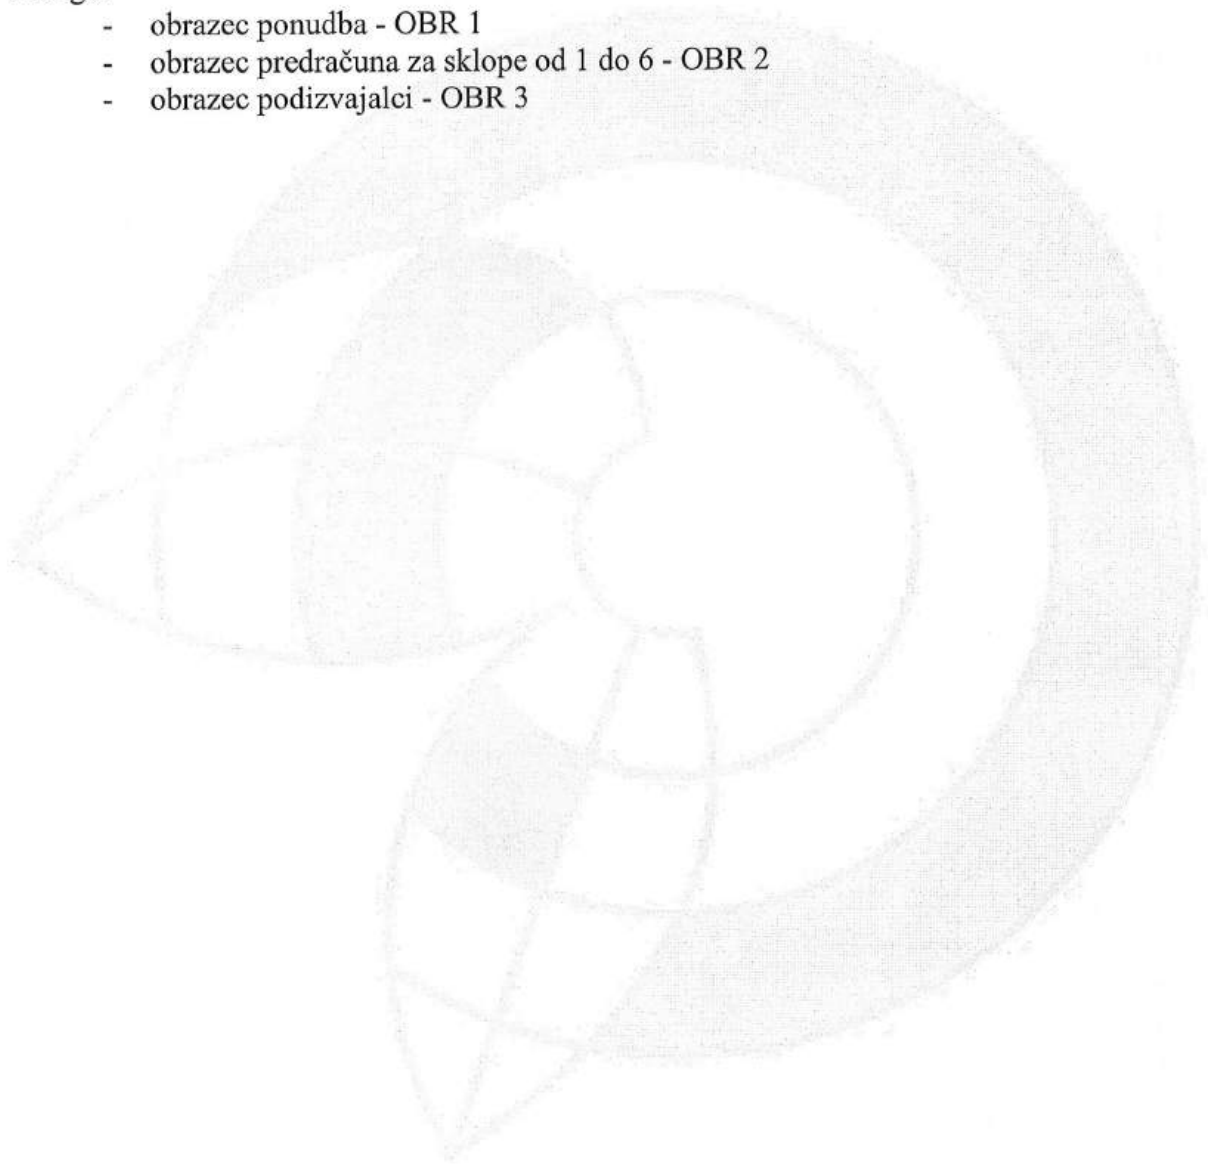 - obrazec ponudba - OBR 1
- obrazec predračuna za sklope od 1 do 6 - OBR 2
- obrazec podizvajalci - OBR 3